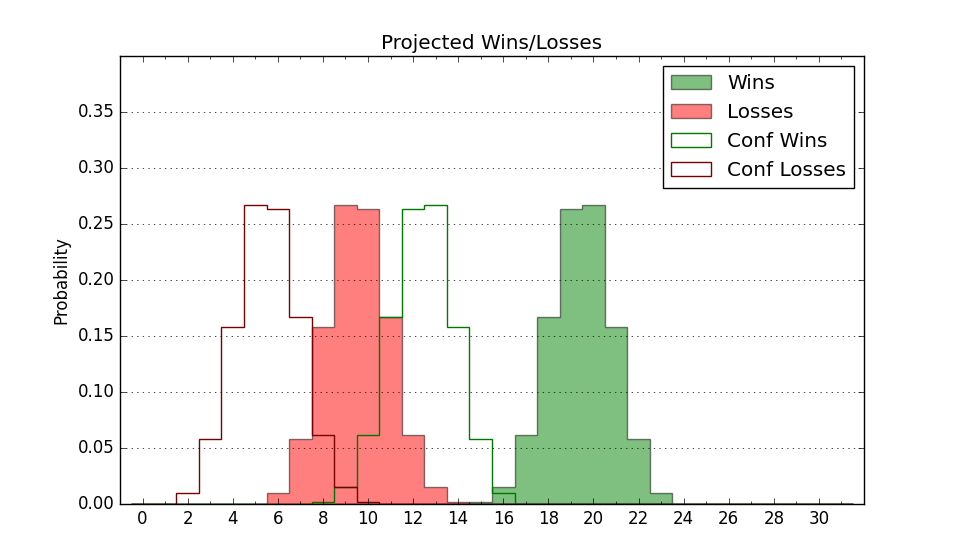 Projected Wins/Losses
Wins
Losses
Conf Wins
Conf Losses
Probability
0.35
0.30
0.25
0.20
0.15
0.10
0.05
0.00
0 2 4 6 8 10 12 14 16 18 20 22 24 26 28 30